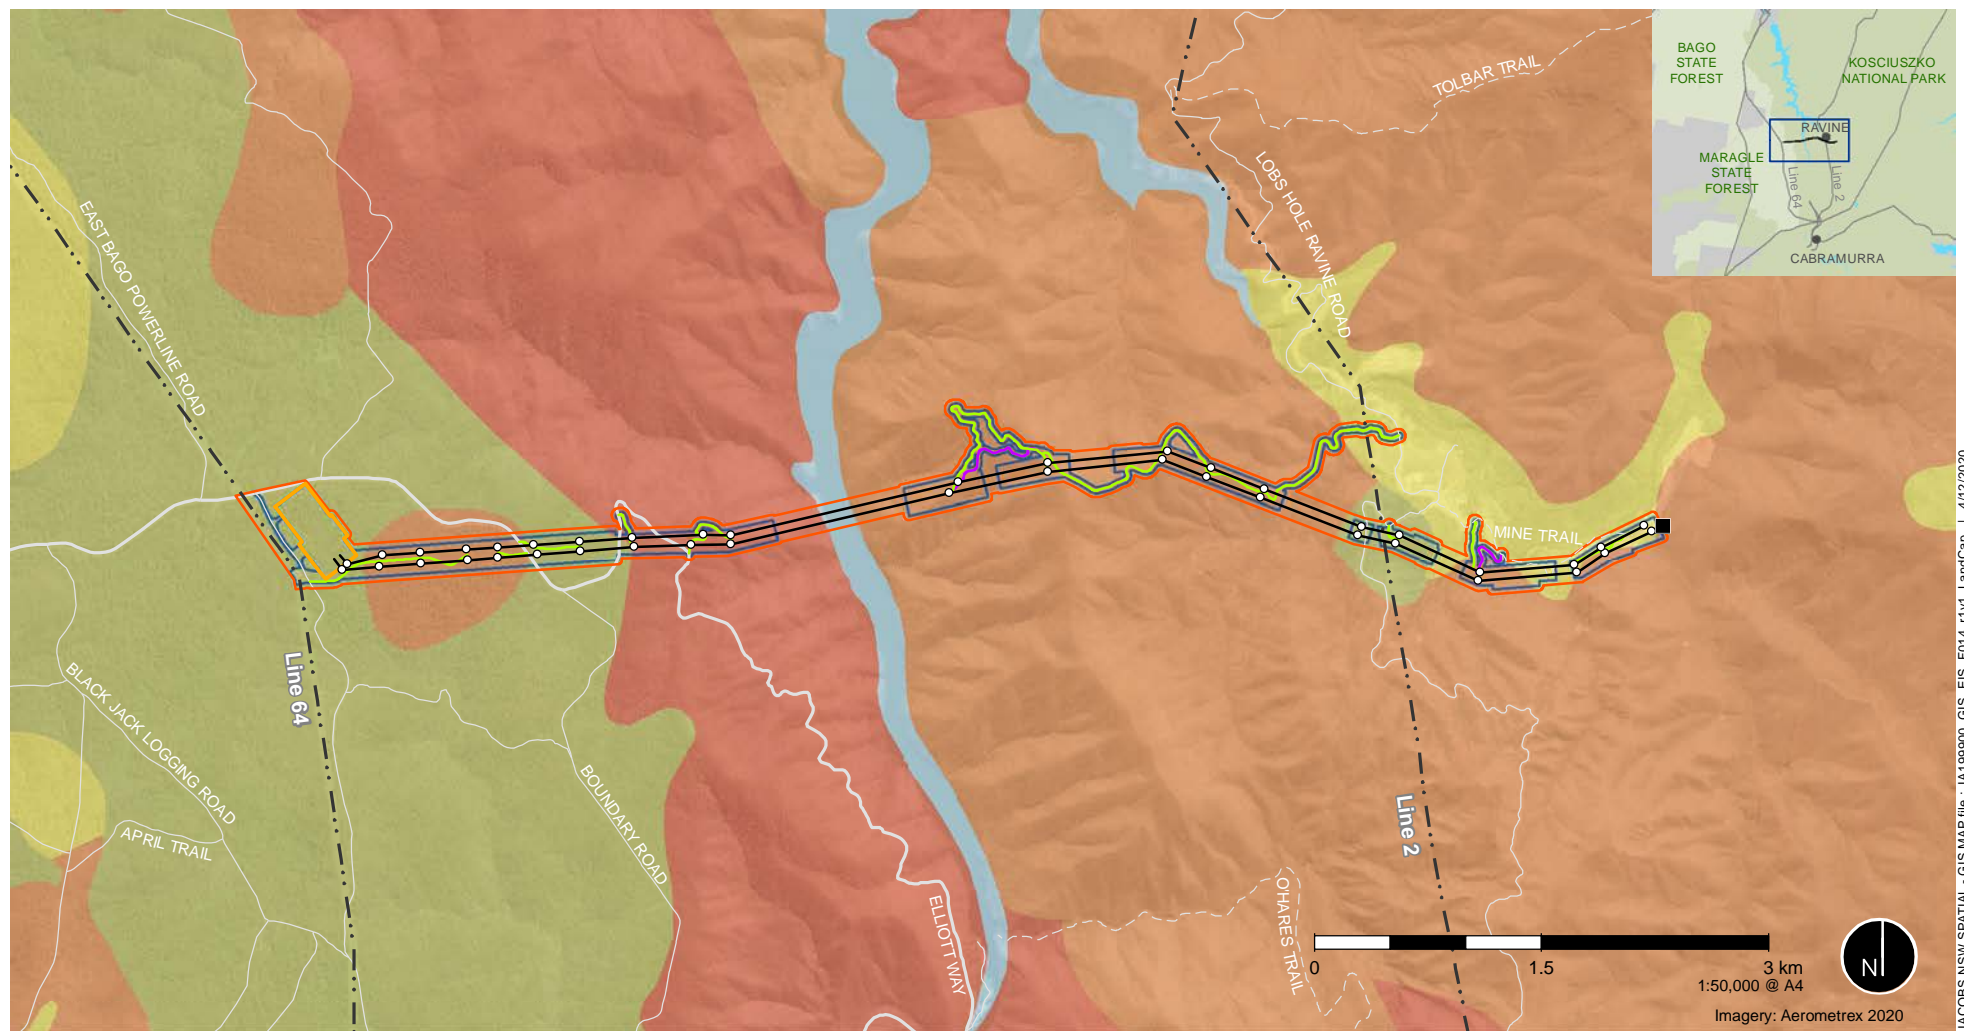 BAGO
STATE
FOREST
KOSCIUSZKO
NATIONAL PARK
RAVINE
MARAGLE
STATE
FOREST
Line 64
Line 2
CABRAMURRA
TOLBAR TRAIL
LOBS HOLE RAVINE ROAD
EAST BAGO POWERLINE ROAD
MINE TRAIL
Line 64
BLACK JACK LOGGING ROAD
APRIL TRAIL
BOUNDARY ROAD
ELLIOTT WAY
O'HARES TRAIL
Line 2
0 1.5 3 km
1:50,000 @ A4
N
Imagery: Aerometrex 2020